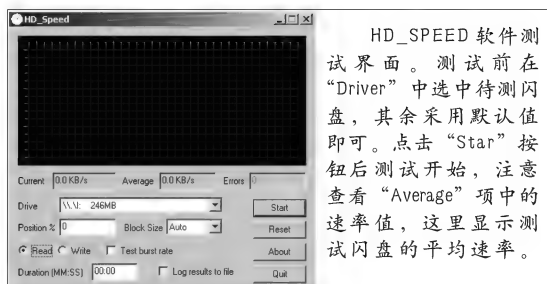 HD_Speed
Current 0.0 KB/s Average 0.0 KB/s Errors 0
Drive \\.\I: 246MB Start
Position % 0 Block Size Auto Reset
Read Write Test burst rate About
Duration (MM:SS) 00:00 Log results to file Quit
HD_SPEED 软件测
试界面。测试前在
“Driver”中选中待测闪
盘，其余采用默认值
即可。点击“Star”按
钮后测试开始，注意
查看“Average”项中的
速率值，这里显示测
试闪盘的平均速率。